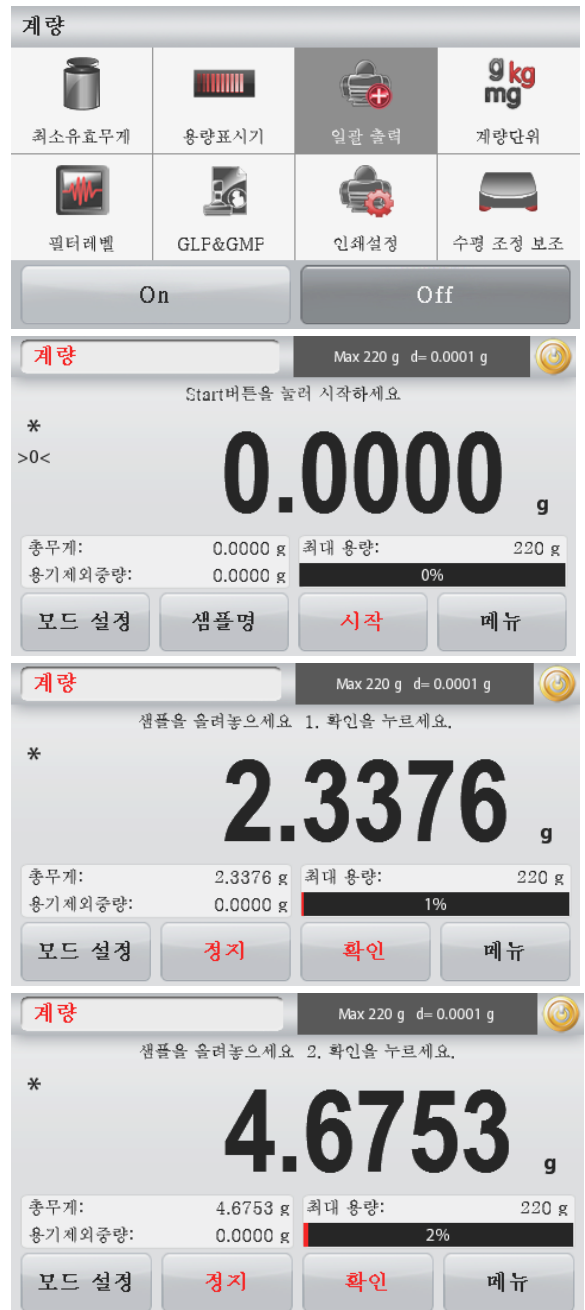 계량
g kg
mg
최소유효무게 용량표시기 일괄 출력 계량단위
필터레벨 GLP&GMP 인쇄설정 수평 조정 보조
On Off
계량 Max 220 g d= 0.0001 g
Start버튼을 눌러 시작하세요
*
>0<
0.0000 g
총무게: 0.0000 g 최대 용량: 220 g
용기제외중량: 0.0000 g 0%
모드 설정 샘플명 시작 메뉴
계량 Max 220 g d= 0.0001 g
샘플을 올려놓으세요 1. 확인을 누르세요.
*
2.3376 g
총무게: 2.3376 g 최대 용량: 220 g
용기제외중량: 0.0000 g 1%
모드 설정 정지 확인 메뉴
계량 Max 220 g d= 0.0001 g
샘플을 올려놓으세요 2. 확인을 누르세요.
*
4.6753 g
총무게: 4.6753 g 최대 용량: 220 g
용기제외중량: 0.0000 g 2%
모드 설정 정지 확인 메뉴